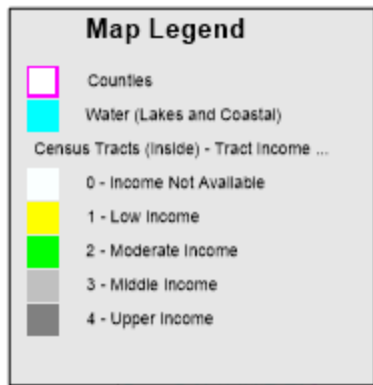 Map Legend
Counties
Water (Lakes and Coastal)
Census Tracts (Inside) - Tract Income ...
0 - Income Not Available
1 - Low Income
2 - Moderate Income
3 - Middle Income
4 - Upper Income